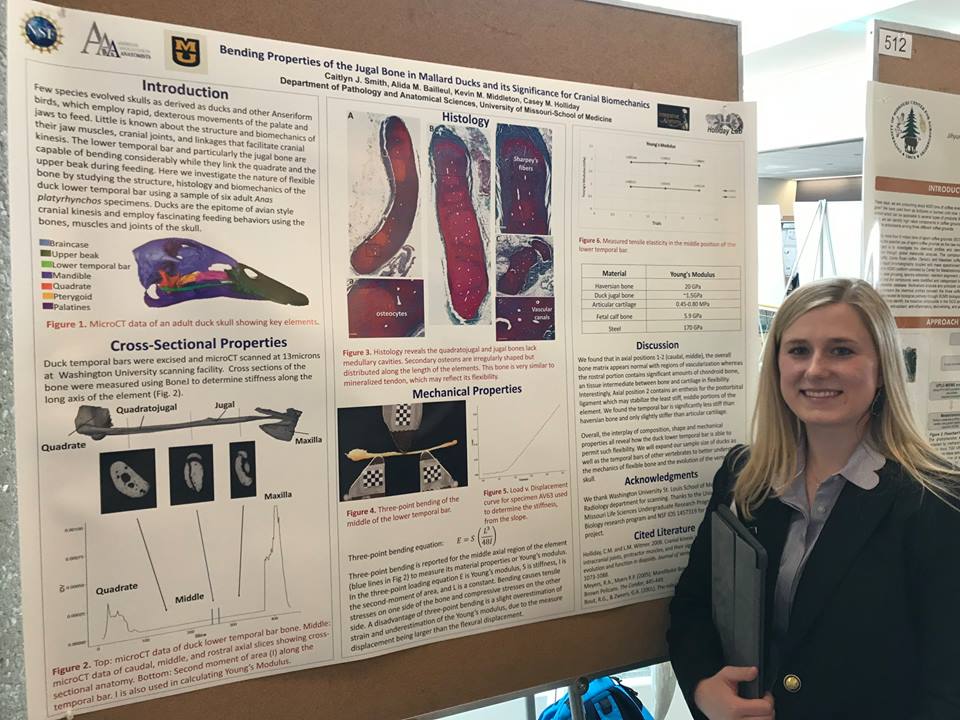 NSF
AMERICAN
ASSOCIATION OF
ANATOMISTS
MU
Bending Properties of the Jugal Bone in Mallard Ducks and its Significance for Cranial Biomechanics
Caitlyn J. Smith, Alida M. Bailleul, Kevin M. Middleton, Casey M. Holliday
Department of Pathology and Anatomical Sciences, University of Missouri-School of Medicine
Holliday Lab
Introduction
Few species evolved skulls as derived as ducks and other Anseriform
birds, which employ rapid, dexterous movements of the palate and
jaws to feed. Little is known about the structure and biomechanics of
their jaw muscles, cranial joints, and linkages that facilitate cranial
kinesis. The lower temporal bar and particularly the jugal bone are
capable of bending considerably while they link the quadrate and the
upper beak during feeding. Here we investigate the nature of flexible
bone by studying the structure, histology and biomechanics of the
duck lower temporal bar using a sample of six adult Anas
platyrhynchos specimens. Ducks are the epitome of avian style
cranial kinesis and employ fascinating feeding behaviors using the
bones, muscles and joints of the skull.
Braincase
Upper beak
Lower temporal bar
Mandible
Quadrate
Pterygoid
Palatines
Figure 1. MicroCT data of an adult duck skull showing key elements.
Cross-Sectional Properties
Duck temporal bars were excised and microCT scanned at 13microns
at Washington University scanning facility. Cross sections of the
bone were measured using BoneJ to determine stiffness along the
long axis of the element (Fig. 2).
Quadratojugal
Jugal
Quadrate
Maxilla
Maxilla
Quadrate
Middle
Slice
Figure 2. Top: microCT data of duck lower temporal bar bone. Middle:
microCT data of caudal, middle, and rostral axial slices showing cross-
sectional anatomy. Bottom: Second moment of area (I) along the
temporal bar. I is also used in calculating Young's Modulus.
Histology
A
B
Sharpey's
fibers
osteocytes
Vascular
canals
Figure 3. Histology reveals the quadratojugal and jugal bones lack
medullary cavities. Secondary osteons are irregularly shaped but
distributed along the length of the elements. This bone is very similar to
mineralized tendon, which may reflect its flexibility.
Mechanical Properties
Figure 4. Three-point bending of the
middle of the lower temporal bar.
Figure 5. Load v. Displacement
curve for specimen AV63 used
to determine the stiffness,
from the slope.
Three-point bending equation: E = S (L³/48I)
Three-point bending is reported for the middle axial region of the element
(blue lines in Fig 2) to measure its material properties or Young's modulus.
In the three-point loading equation E is Young's modulus, S is stiffness, I is
the second-moment of area, and L is a constant. Bending causes tensile
stresses on one side of the bone and compressive stresses on the other
side. A disadvantage of three-point bending is a slight overestimation of
strain and underestimation of the Young's modulus, due to the measure
displacement being larger than the flexural displacement.
Young's Modulus
Trials
Figure 6. Measured tensile elasticity in the middle position of the
lower temporal bar.
Material Young's Modulus
Haversian bone 20 GPa
Duck jugal bone ~1.5GPa
Articular cartilage 0.45-0.80 MPa
Fetal calf bone 5.9 GPa
Steel 170 GPa
Discussion
We found that in axial positions 1-2 (caudal, middle), the overall
bone matrix appears normal with regions of vascularization whereas
the rostral portion contains significant amounts of chondroid bone,
an tissue intermediate between bone and cartilage in flexibility.
Interestingly, Axial position 2 contains an enthesis for the postorbital
ligament which may stabilize the least stiff, middle portions of the
element. We found the temporal bar is significantly less stiff than
haversian bone and only slightly stiffer than articular cartilage.
Overall, the interplay of composition, shape and mechanical
properties all reveal how the duck lower temporal bar is able to
permit such flexibility. We will expand our sample size of ducks as
well as the temporal bars of other vertebrates to better under
the mechanics of flexible bone and the evolution of the
skull.
Acknowledgments
We thank Washington University St. Louis School of
Radiology department for scanning. Thanks to the
Missouri Life Sciences Undergraduate Research
Biology research program and NSF IOS 1457319
project.
Cited Literature
Holliday, C.M. and L.M. Witmer. 2008. Cranial
intracranial joints, protractor muscles, and their
evolution and function in diapsids. Journal of
1073-1088.
Meyers, R.A., Myers R.P. (2005). Mandible
Brown Pelicans. The Condor, 445-449.
Bout, R.G., & Zweers, G.A. (2001). The
512
INTRODUCT
APPROACH